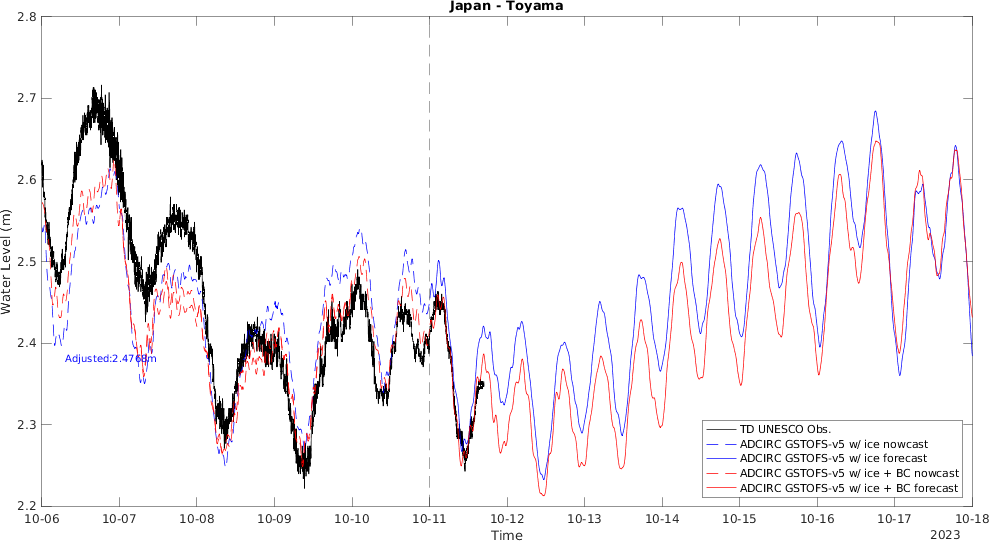 Japan - Toyama
2.8
2.7
2.6
2.5
2.4
2.3
2.2
Water Level (m)
Adjusted:2.4768m
TD UNESCO Obs.
ADCIRC GSTOFS-v5 w/ ice nowcast
ADCIRC GSTOFS-v5 w/ ice forecast
ADCIRC GSTOFS-v5 w/ ice + BC nowcast
ADCIRC GSTOFS-v5 w/ ice + BC forecast
10-06 10-07 10-08 10-09 10-10 10-11 10-12 10-13 10-14 10-15 10-16 10-17 10-18
Time
2023